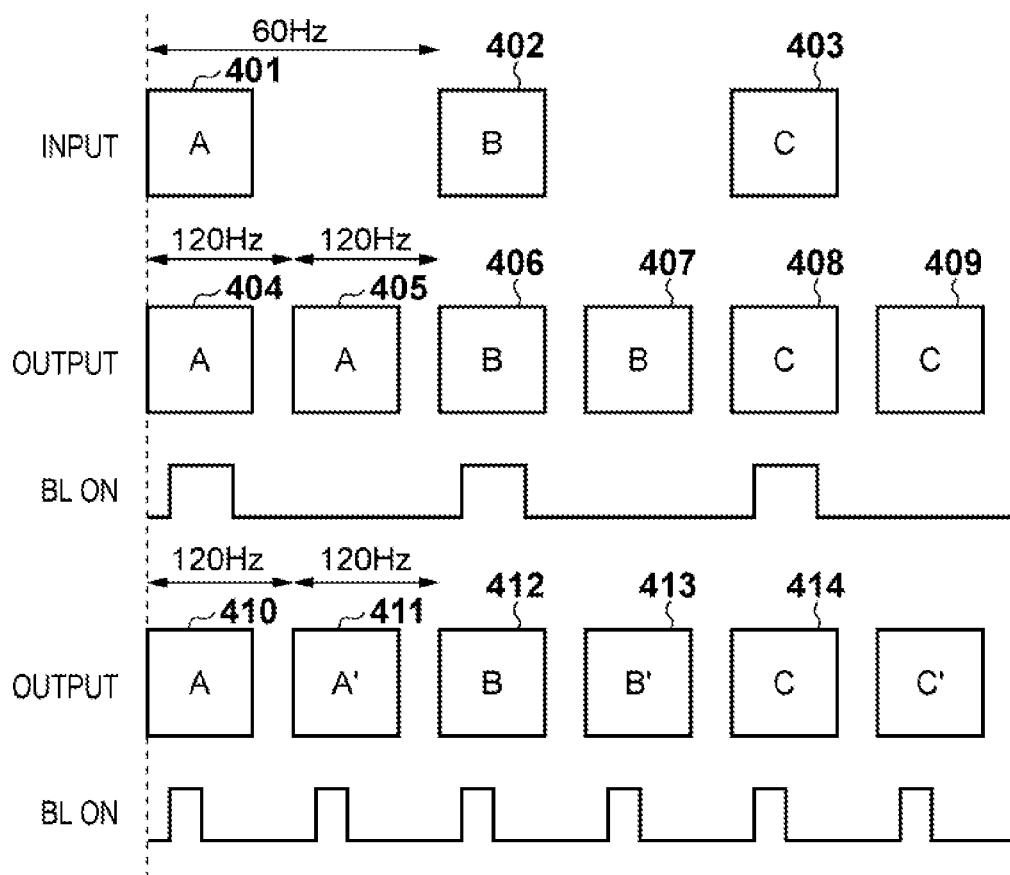 60Hz
401 402 403
INPUT A B C
120Hz 120Hz
404 405 406 407 408 409
OUTPUT A A B B C C
BL ON
120Hz 120Hz
410 411 412 413 414
OUTPUT A A' B B' C C'
BL ON